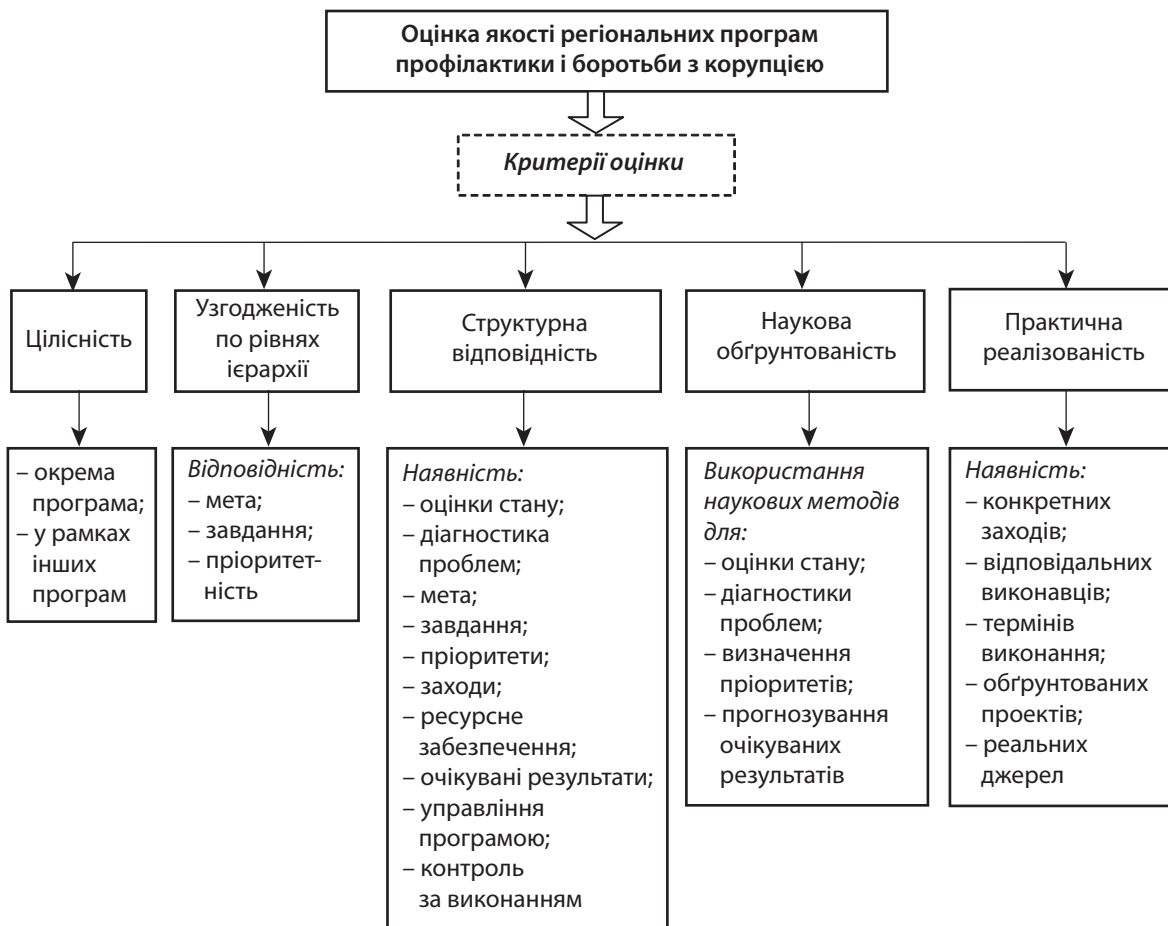 Оцінка якості регіональних програм
профілактики і боротьби з корупцією
Критерії оцінки
Цілісність
Узгодженість
по рівнях
ієрархії
Структурна
відповідність
Наукова
обґрунтованість
Практична
реалізованість
– окрема
програма;
– у рамках
інших
програм
Відповідність:
– мета;
– завдання;
– пріоритет-
ність
Наявність:
– оцінки стану;
– діагностика
проблем;
– мета;
– завдання;
– пріоритети;
– заходи;
– ресурсне
забезпечення;
– очікувані результати;
– управління
програмою;
– контроль
за виконанням
Використання
наукових методів
для:
– оцінки стану;
– діагностики
проблем;
– визначення
пріоритетів;
– прогнозування
очікуваних
результатів
Наявність:
– конкретних
заходів;
– відповідальних
виконавців;
– термінів
виконання;
– обґрунтованих
проектів;
– реальних
джерел